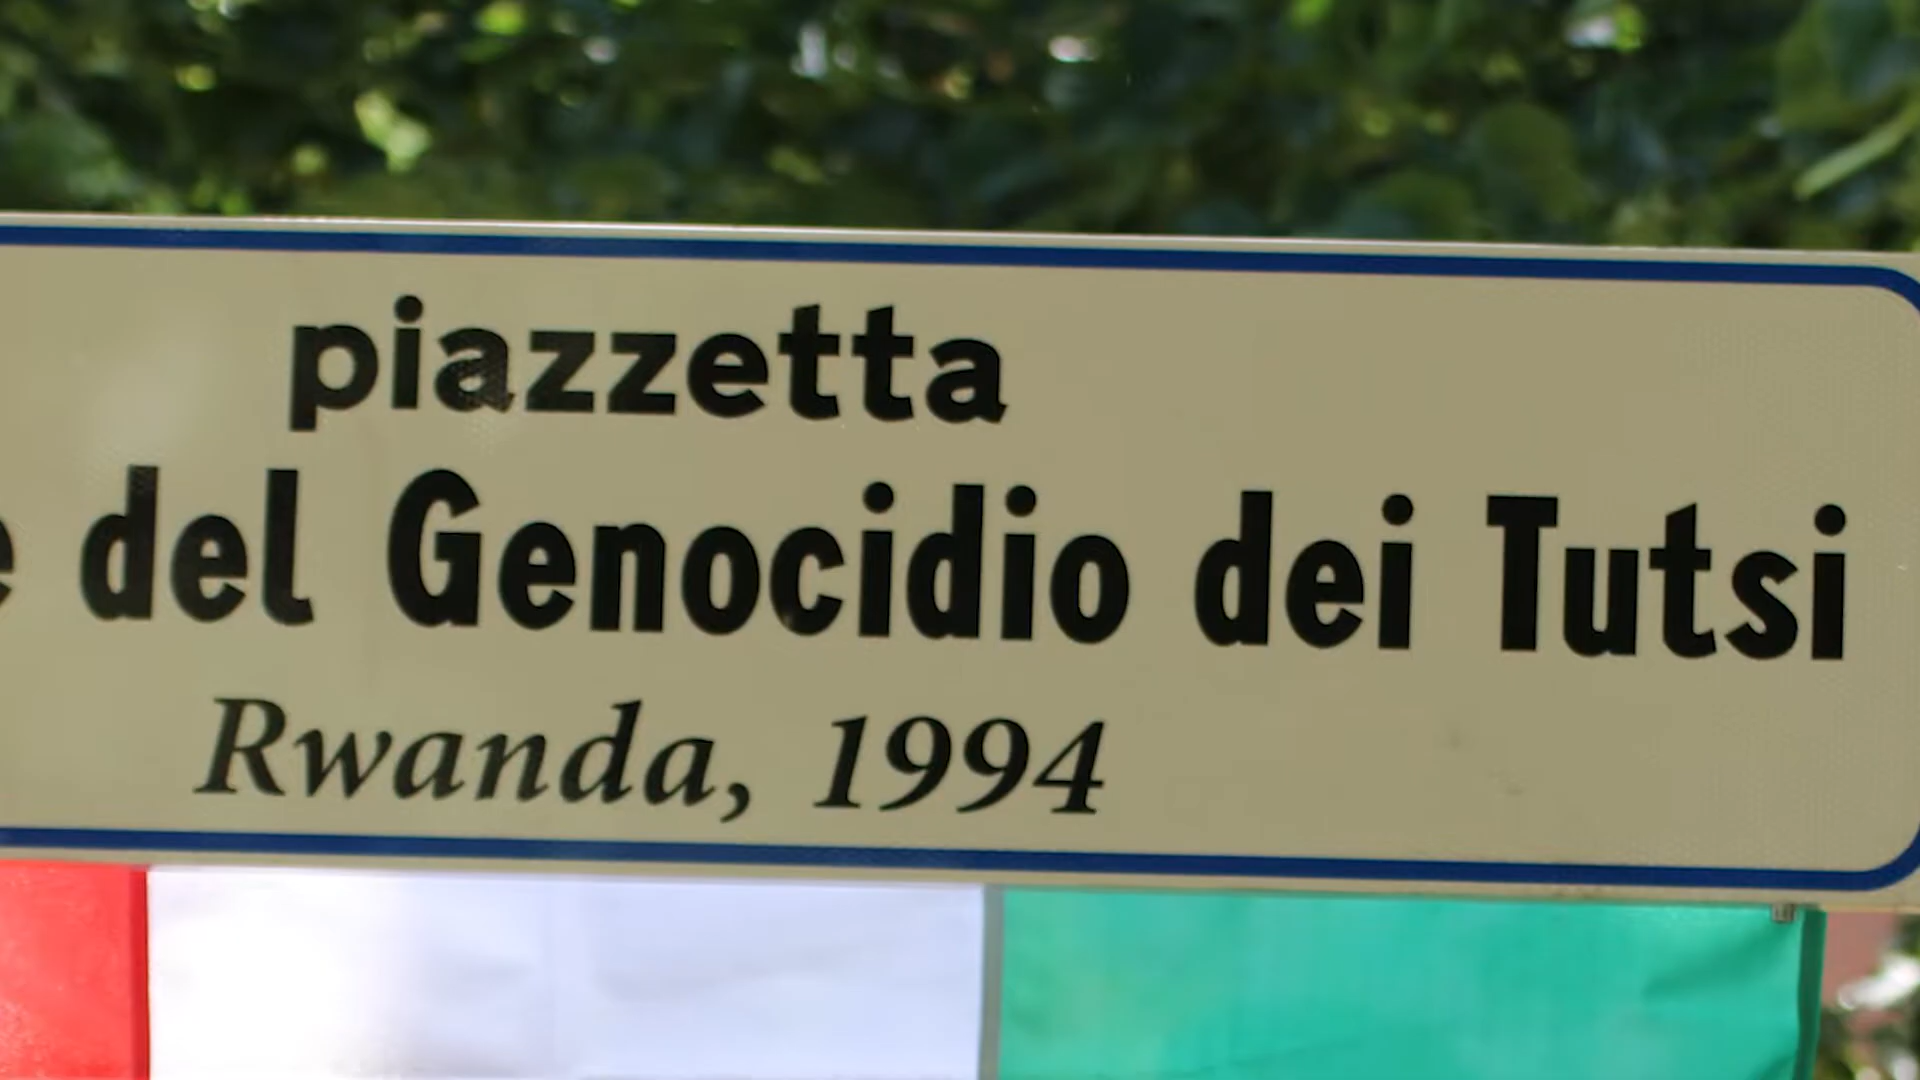 piazzetta
del Genocidio dei Tutsi
Rwanda, 1994